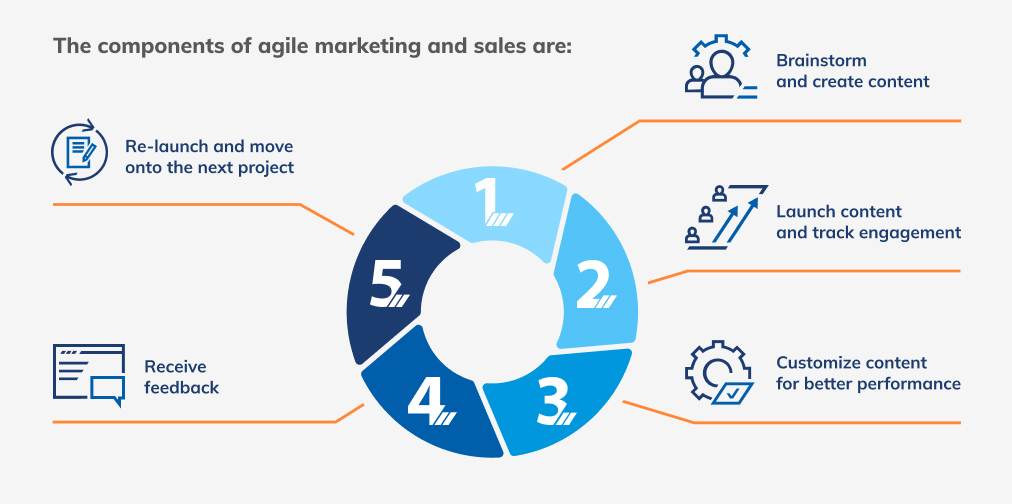 The components of agile marketing and sales are:
1
Brainstorm
and create content
2
Launch content
and track engagement
3
Customize content
for better performance
4
Receive
feedback
5
Re-launch and move
onto the next project